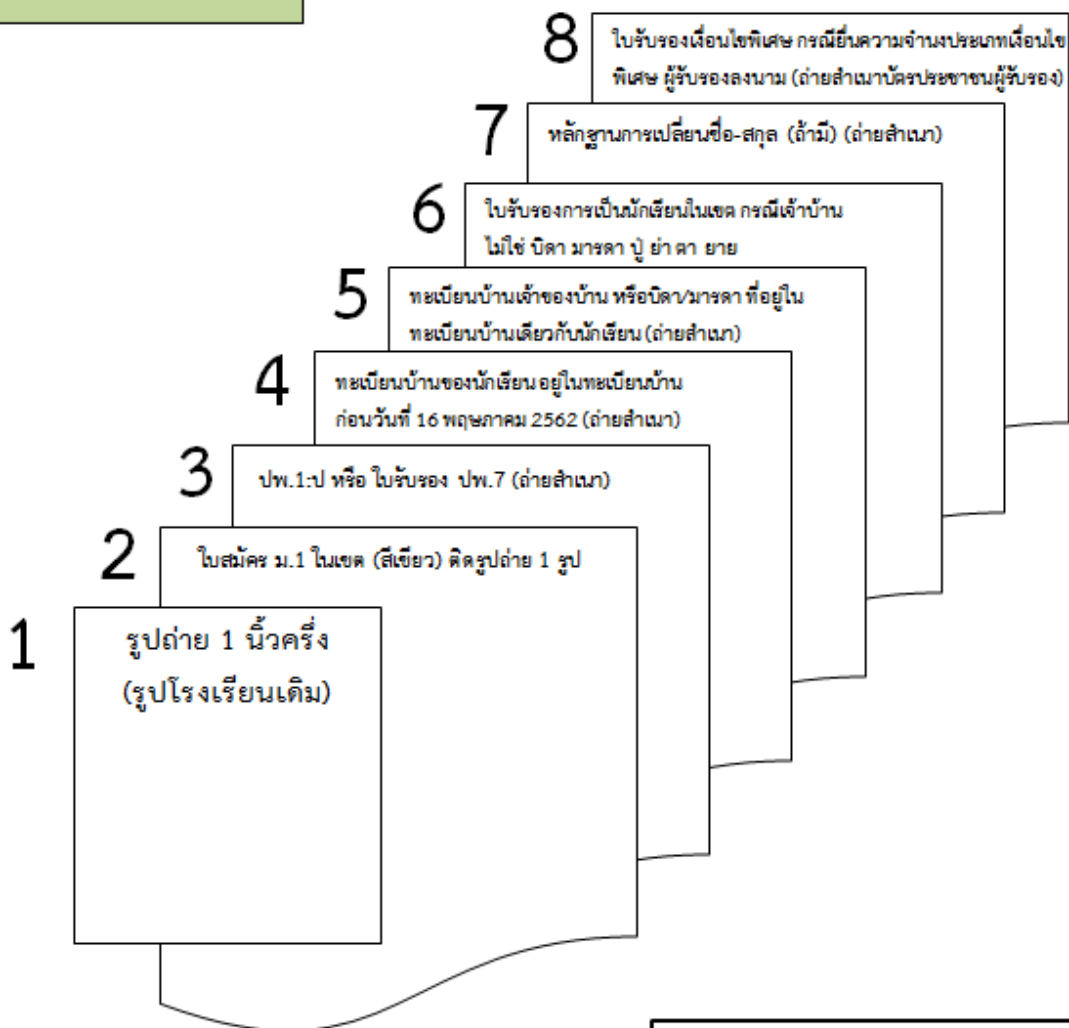 8
ใบรับรองเงื่อนไขพิเศษ กรณียื่นความจำนงประเภทเงื่อนไข
พิเศษ ผู้รับรองลงนาม (ถ่ายสำเนาบัตรประชาชนผู้รับรอง)
7
หลักฐานการเปลี่ยนชื่อ-สกุล (ถ้ามี) (ถ่ายสำเนา)
6
ใบรับรองการเป็นนักเรียนในเขต กรณีเจ้าบ้าน
ไม่ใช่ บิดา มารดา ปู่ ย่า ตา ยาย
5
ทะเบียนบ้านเจ้าของบ้าน หรือบิดา/มารดา ที่อยู่ใน
ทะเบียนบ้านเดียวกับนักเรียน (ถ่ายสำเนา)
4
ทะเบียนบ้านของนักเรียน อยู่ในทะเบียนบ้าน
ก่อนวันที่ 16 พฤษภาคม 2562 (ถ่ายสำเนา)
3
ปพ.1:ป หรือ ใบรับรอง ปพ.7 (ถ่ายสำเนา)
2
ใบสมัคร ม.1 ในเขต (สีเขียว) ติดรูปถ่าย 1 รูป
1
รูปถ่าย 1 นิ้วครึ่ง
(รูปโรงเรียนเดิม)